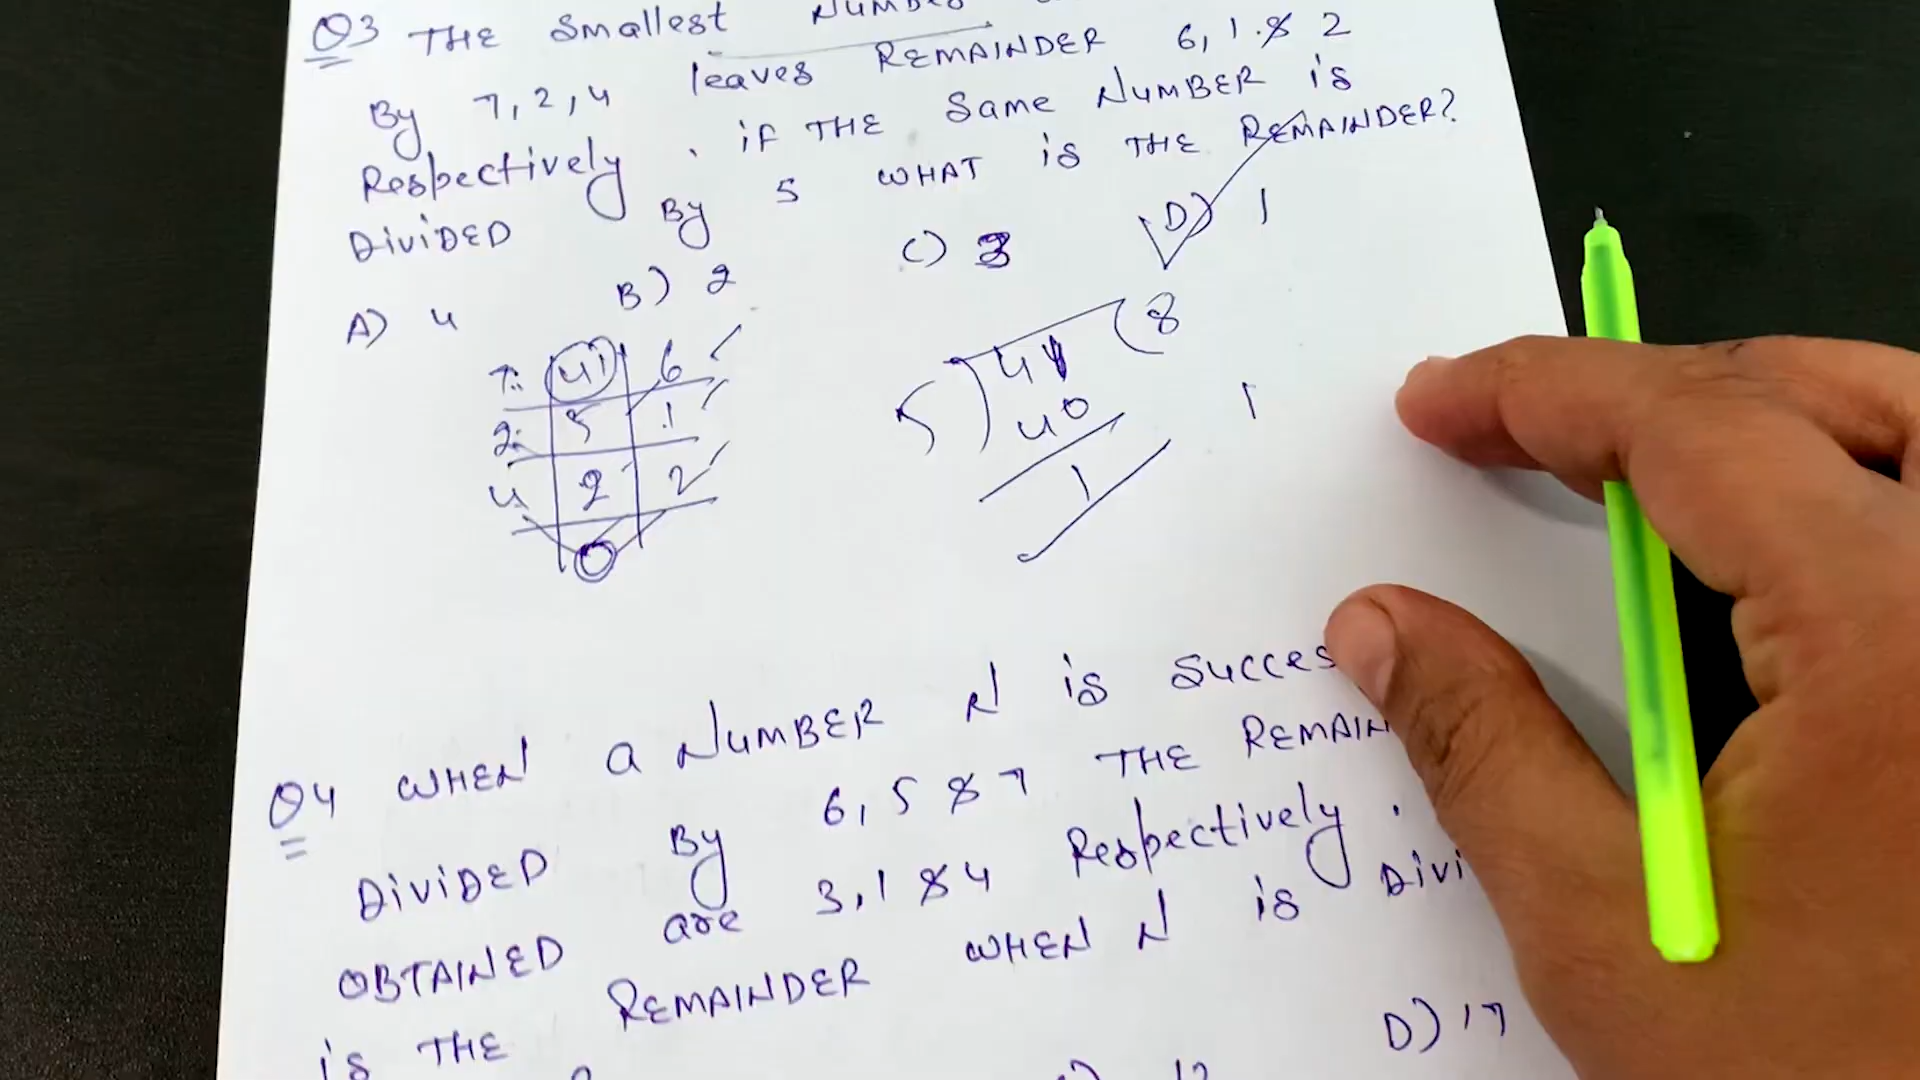 Q3 THE Smallest
By 7, 2, 4 leaves REMAINDER 6, 1 & 2
Respectively. if THE Same NUMBER is
DiViDED By 5 WHAT is THE REMAINDER?
A) 4 B) 2 C) 3 D) 1
7 41 6
2 5 1
4 2 2
0
5) 41 (8
40
1
1
Q4 WHEN a NUMBER N is
DiViDED By 6, 5 & 7 THE
OBTAINED are 3, 1 & 4 Respectively.
is THE REMAINDER WHEN N is
D) 17